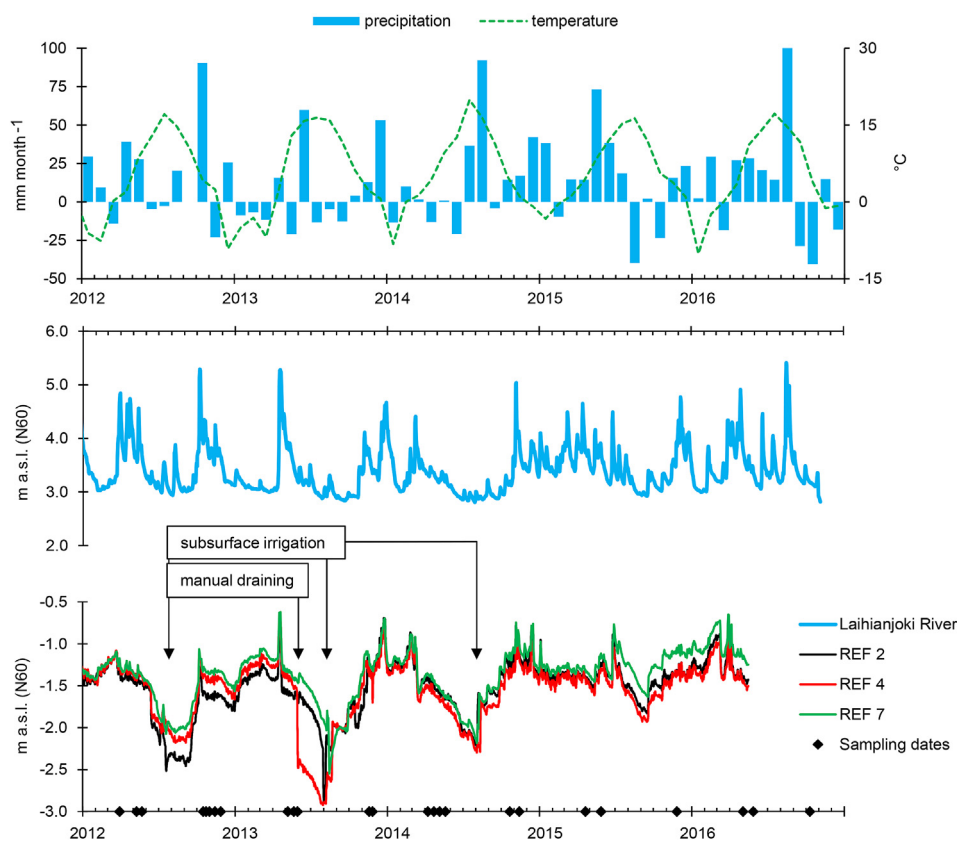 precipitation temperature
100 30
75
50 15
25
0 0
-25
-50 -15
mm month -1
°C
2012 2013 2014 2015 2016
6.0
5.0
4.0
3.0
2.0
m a.s.l. (N60)
subsurface irrigation
manual draining
-0.5
-1.0
-1.5
-2.0
-2.5
-3.0
m a.s.l. (N60)
Laihianjoki River
REF 2
REF 4
REF 7
Sampling dates
2012 2013 2014 2015 2016